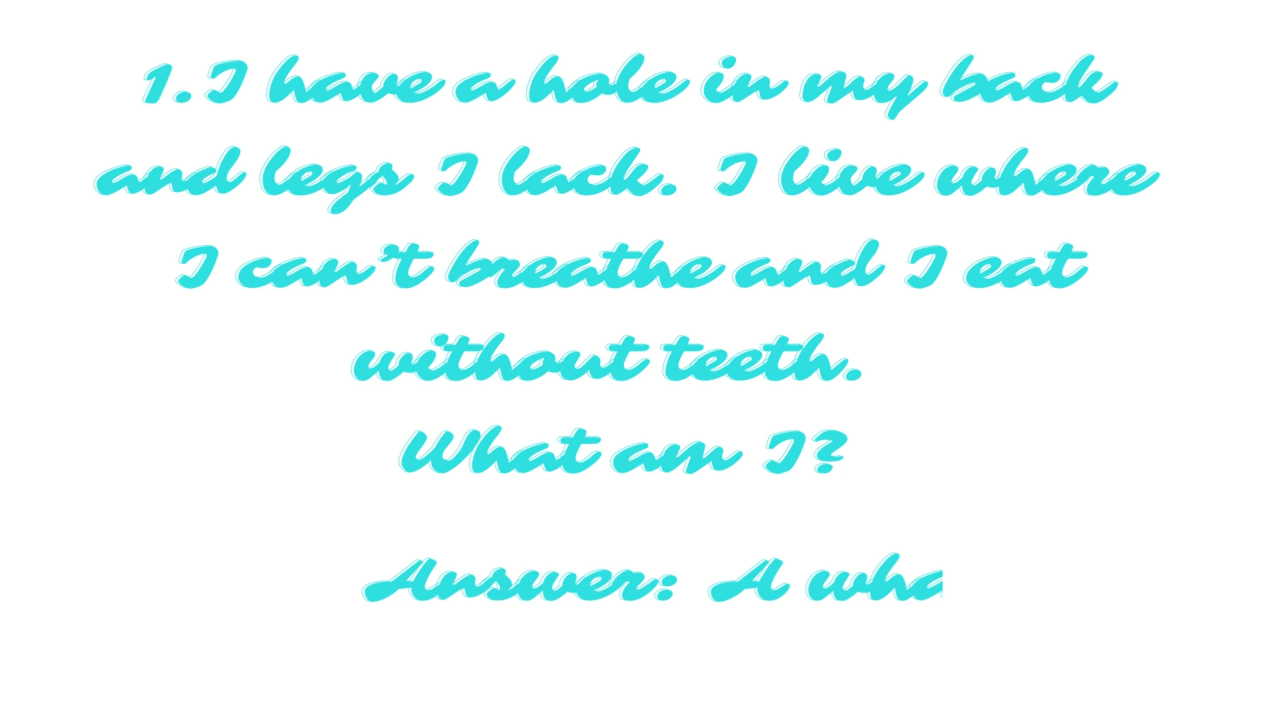 1. I have a hole in my back
and legs I lack. I live where
I can't breathe and I eat
without teeth.
What am I?
Answer: A wha